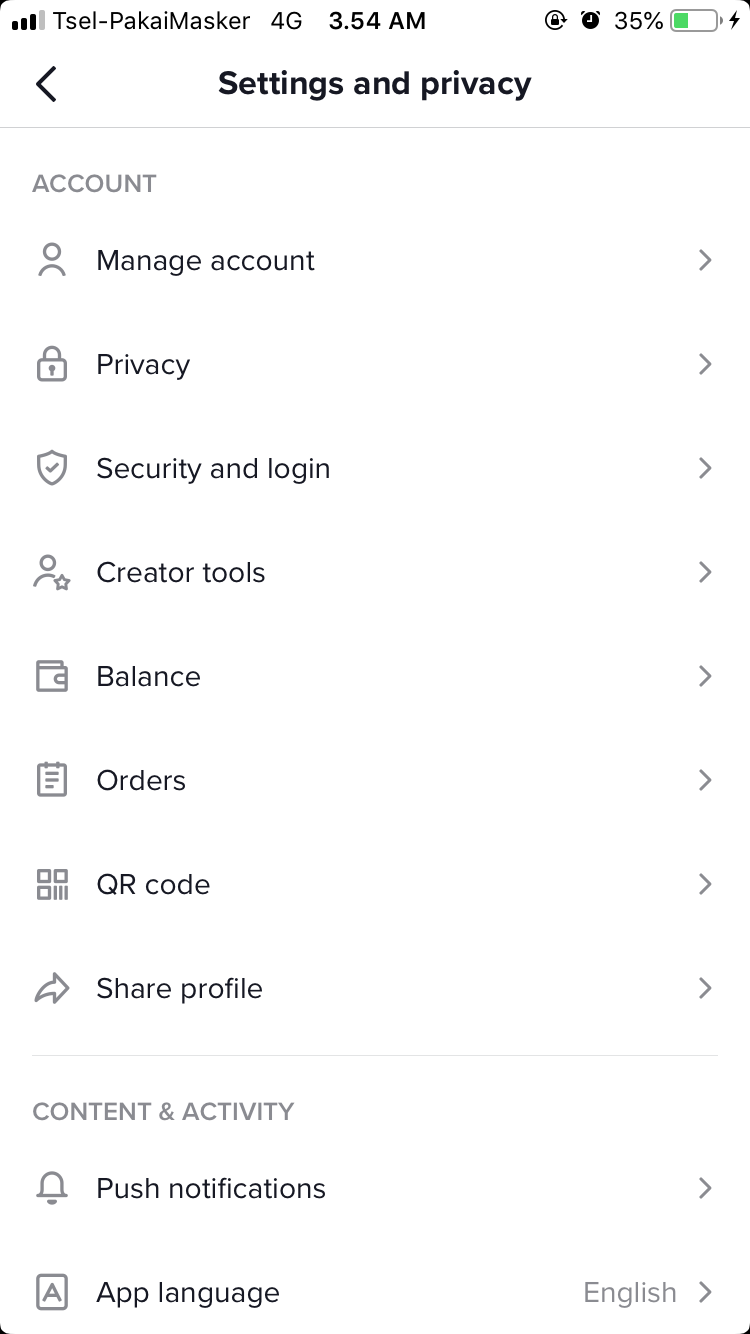 Tsel-PakaiMasker 4G 3.54 AM 35%
Settings and privacy
ACCOUNT
Manage account
Privacy
Security and login
Creator tools
Balance
Orders
QR code
Share profile
CONTENT & ACTIVITY
Push notifications
App language English